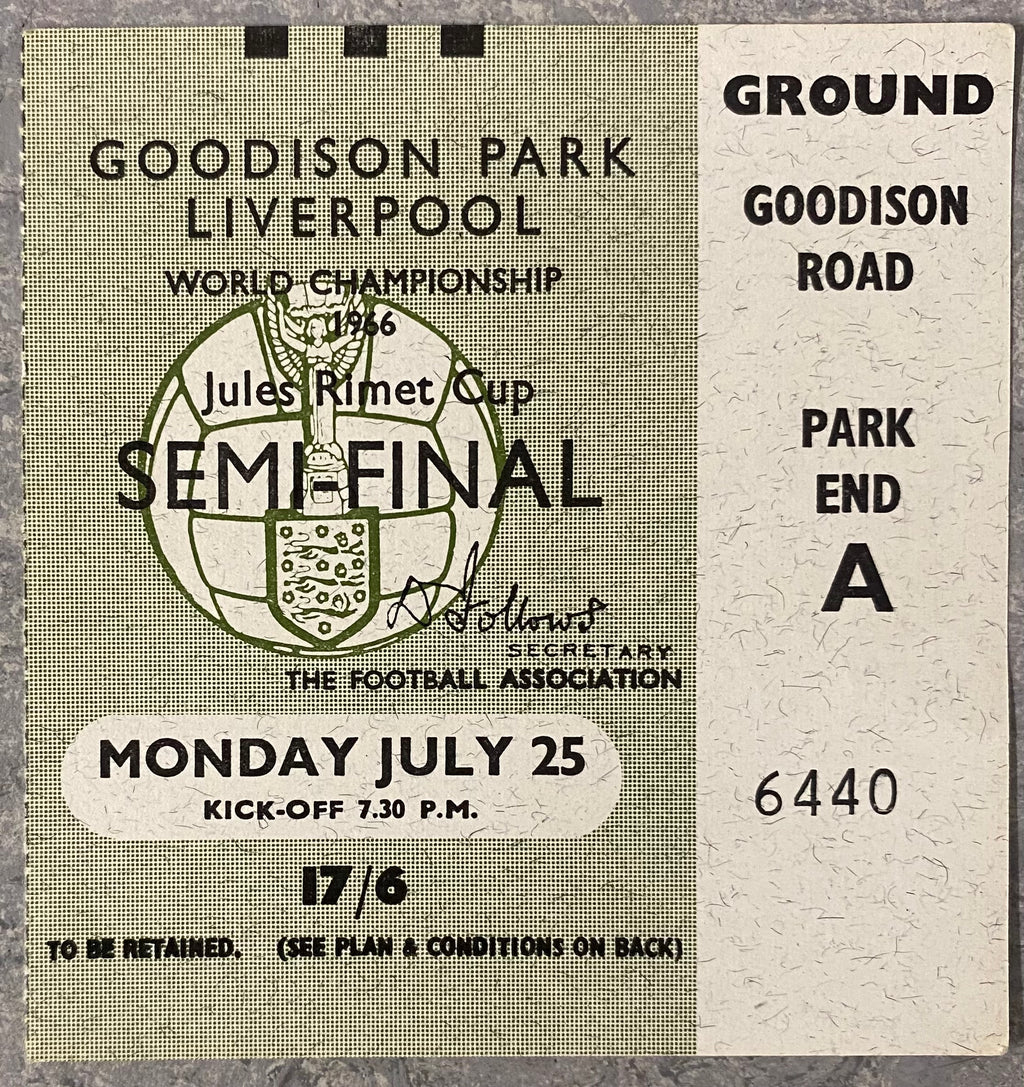 GOODISON PARK
LIVERPOOL
WORLD CHAMPIONSHIP
1966
Jules Rimet Cup
SEMI-FINAL
D Follows
SECRETARY
THE FOOTBALL ASSOCIATION
MONDAY JULY 25
KICK-OFF 7.30 P.M.
17/6
TO BE RETAINED. (SEE PLAN & CONDITIONS ON BACK)
GROUND
GOODISON
ROAD
PARK
END
A
6440